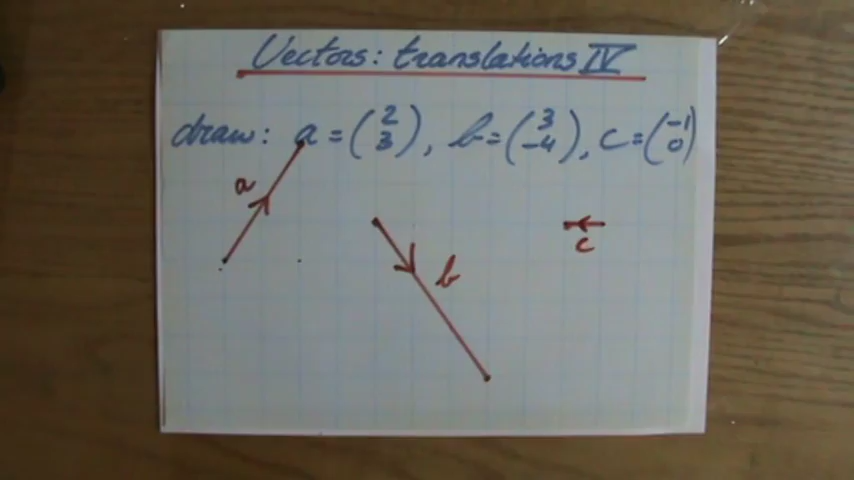 Vectors: translations IV
draw: a = (2 3), b = (3 -4), c = (-1 0)
a
b
c